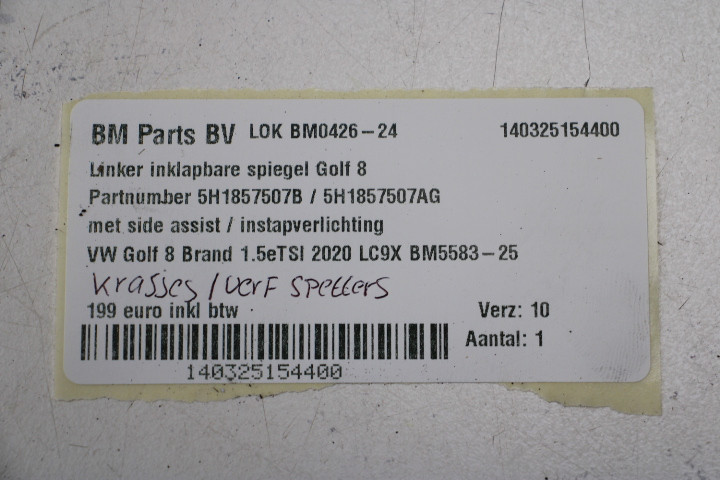 BM Parts BV LOK BM0426-24 140325154400
Linker inklapbare spiegel Golf 8
Partnumber 5H1857507B / 5H1857507AG
met side assist / instapverlichting
VW Golf 8 Brand 1.5eTSI 2020 LC9X BM5583-25
krasjes / verf spetters
199 euro inkl btw Verz: 10
Aantal: 1
140325154400